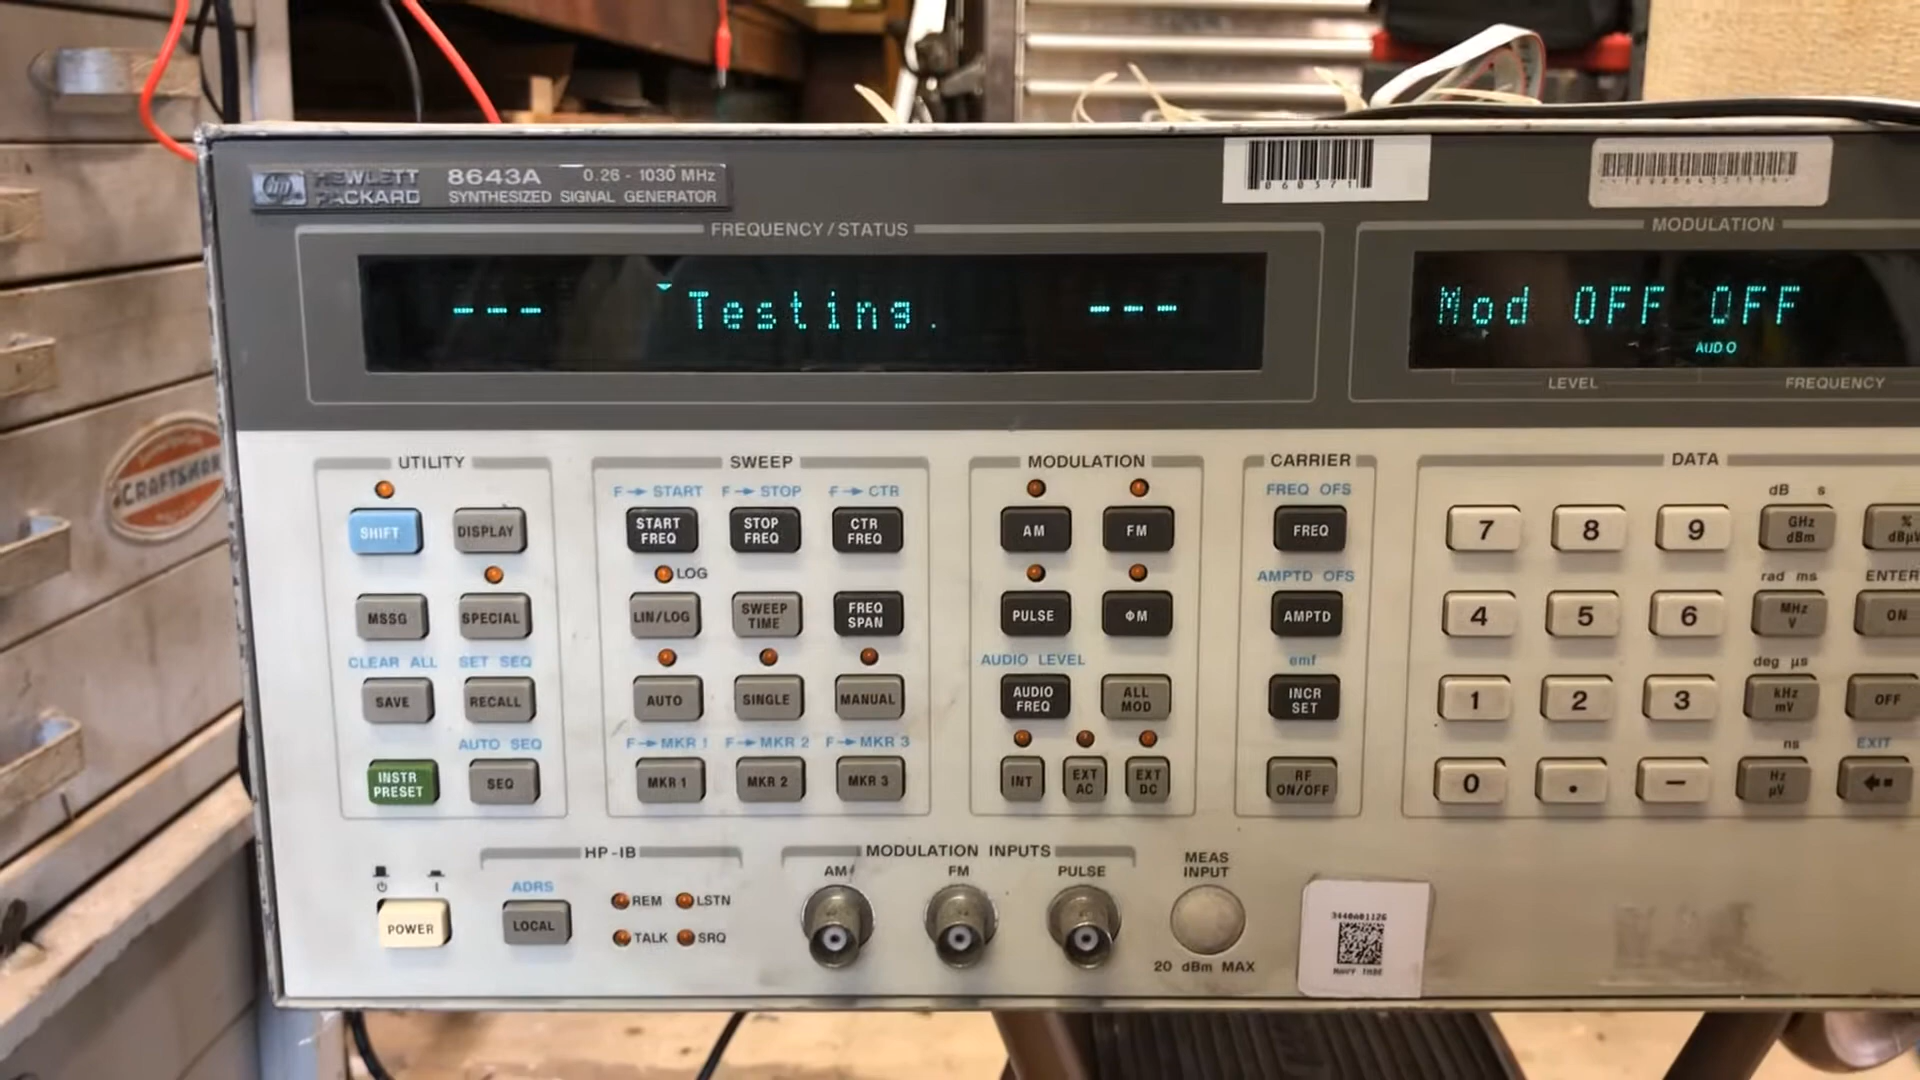 hp HEWLETT PACKARD 8643A 0.26 - 1030 MHz
SYNTHESIZED SIGNAL GENERATOR
060371
FREQUENCY/STATUS
MODULATION
--- Testing. ---
Mod OFF OFF
AUDIO
LEVEL
FREQUENCY
CRAFTSMAN
UTILITY
SHIFT
DISPLAY
MSSG
SPECIAL
CLEAR ALL
SET SEQ
SAVE
RECALL
AUTO SEQ
INSTR PRESET
SEQ
SWEEP
F→START
F→STOP
F→CTR
START FREQ
STOP FREQ
CTR FREQ
LOG
LIN/LOG
SWEEP TIME
FREQ SPAN
AUTO
SINGLE
MANUAL
F→MKR 1
F→MKR 2
F→MKR 3
MKR 1
MKR 2
MKR 3
MODULATION
AM
FM
PULSE
ΦM
AUDIO LEVEL
AUDIO FREQ
ALL MOD
INT
EXT AC
EXT DC
CARRIER
FREQ OFS
FREQ
AMPTD OFS
AMPTD
emf
INCR SET
RF ON/OFF
DATA
dB s
7
8
9
GHz dBm
% dBµV
rad ms
ENTER
4
5
6
MHz V
ON
deg µs
1
2
3
kHz mV
OFF
ns
EXIT
0
.
−
Hz µV
POWER
HP-IB
ADRS
LOCAL
REM
LSTN
TALK
SRQ
MODULATION INPUTS
AM
FM
PULSE
MEAS INPUT
20 dBm MAX
3440A01126